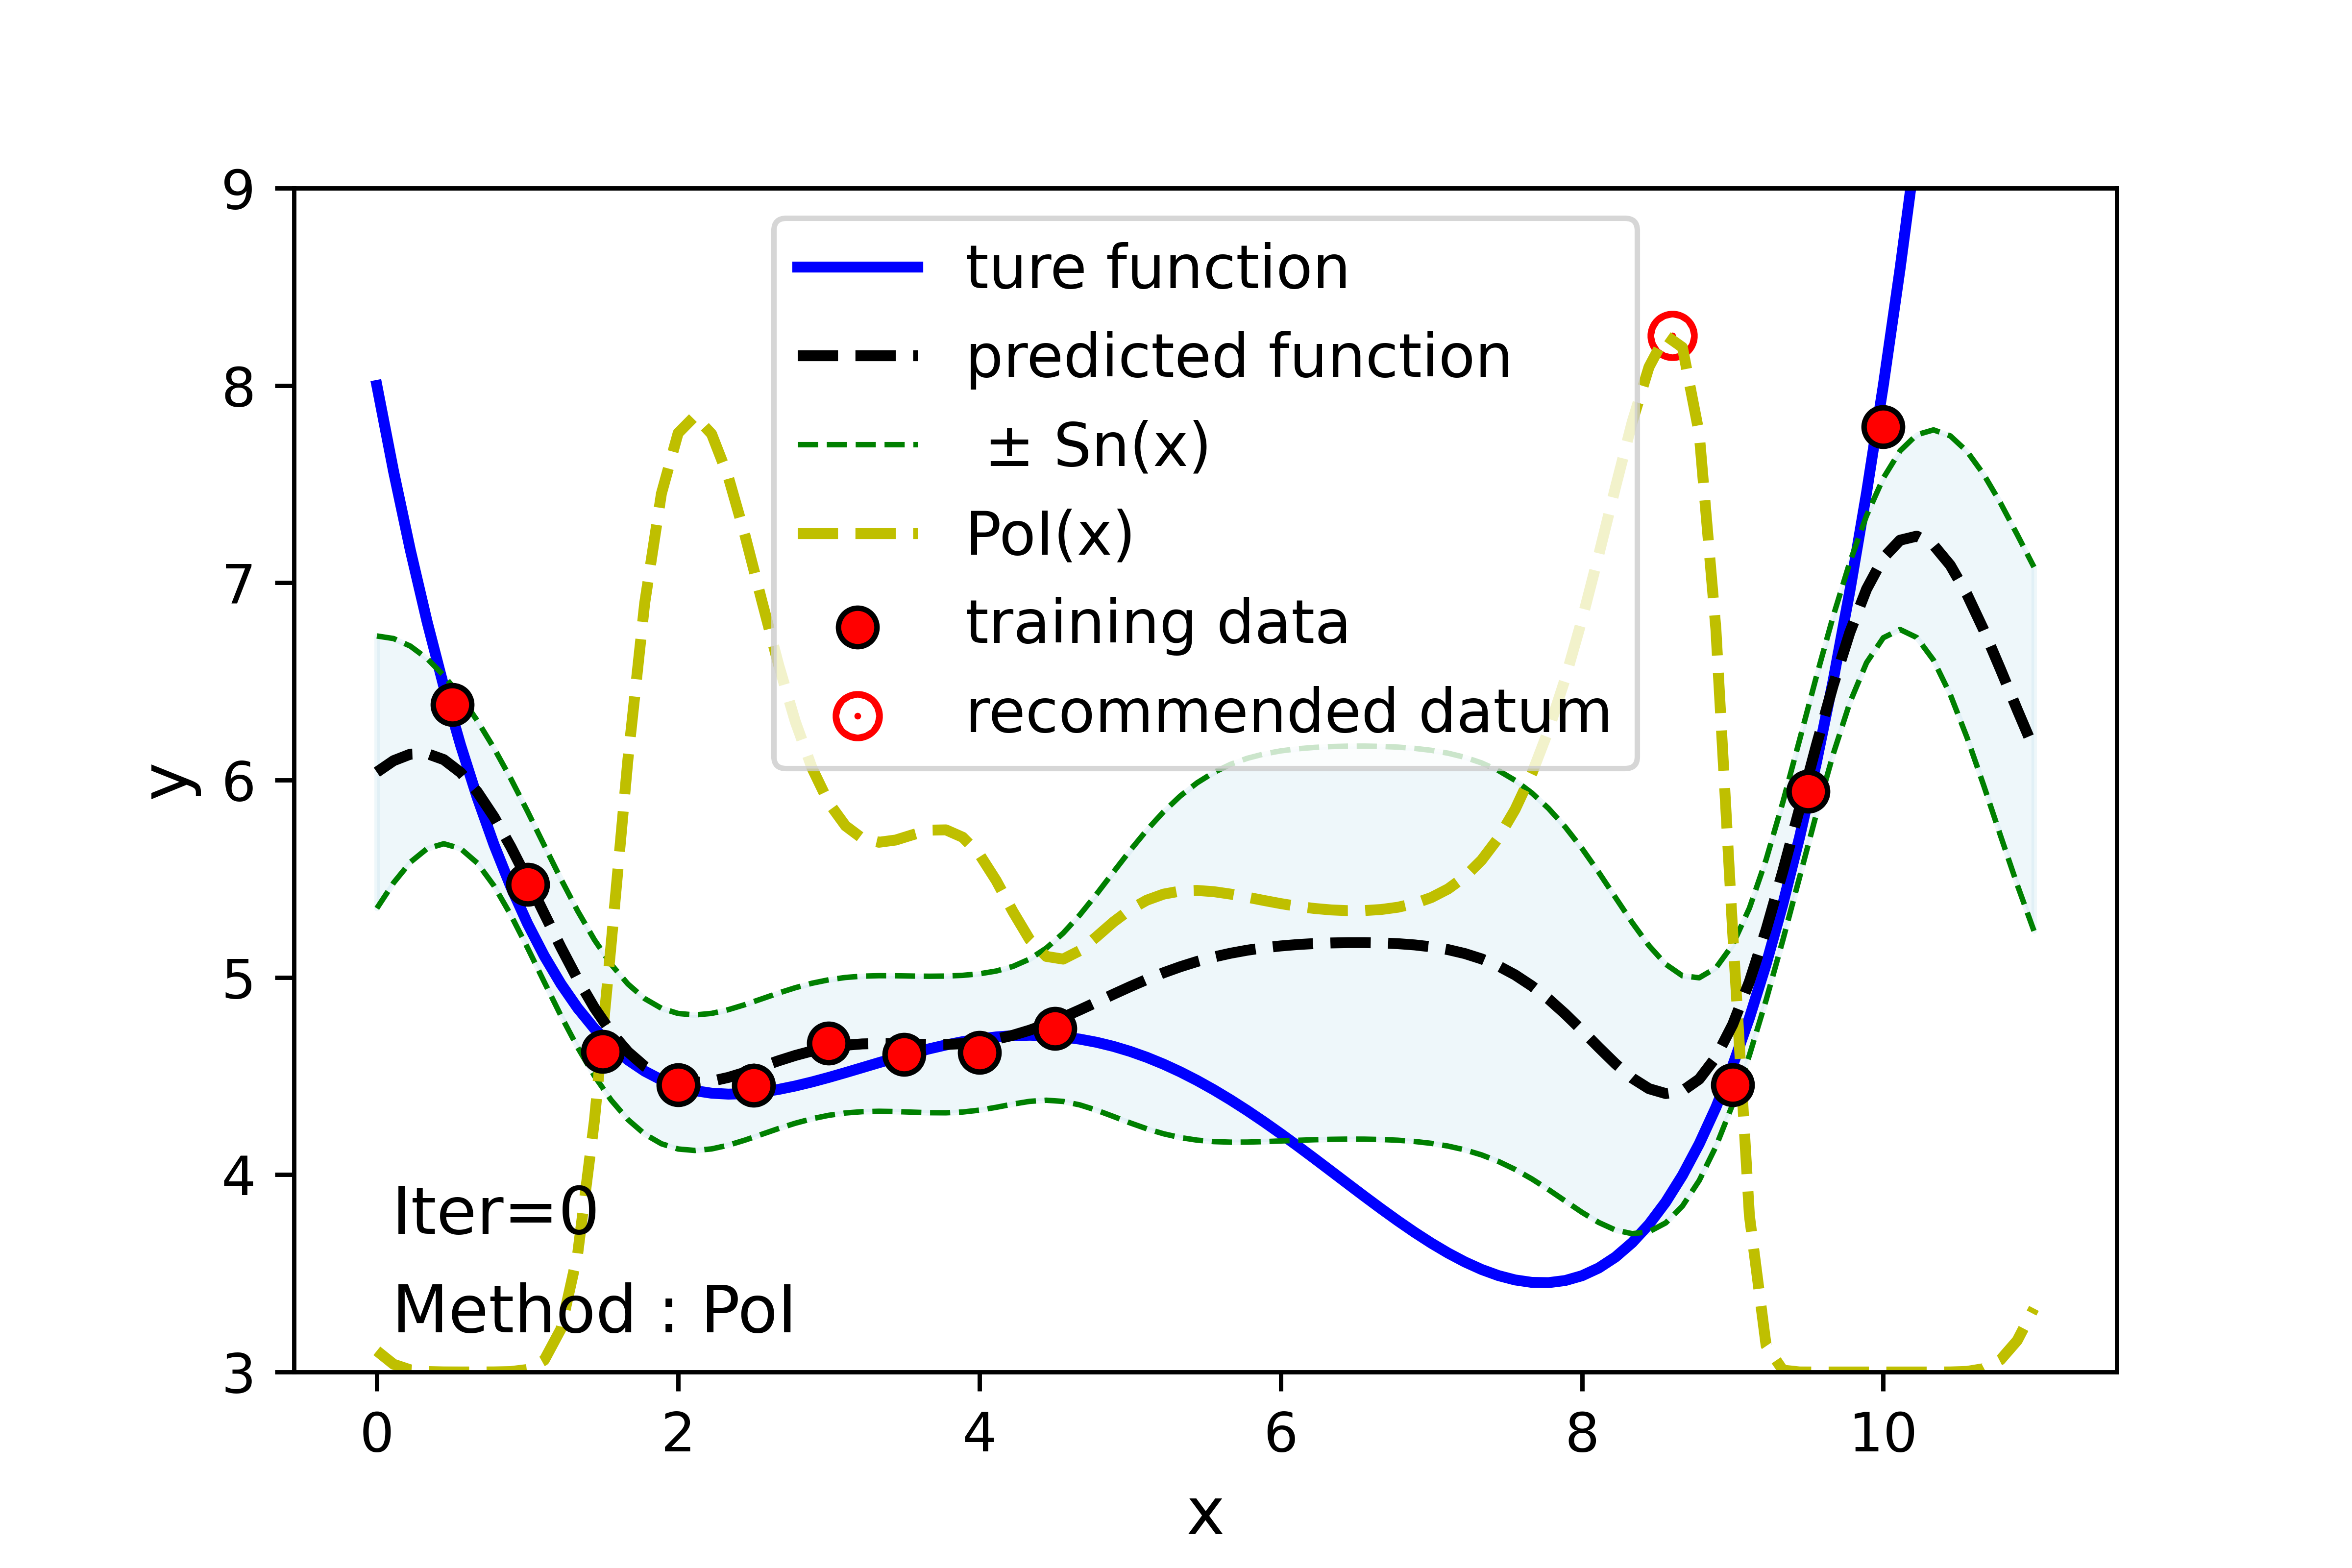 9
8
7
6
5
4
3
y
ture function
predicted function
± Sn(x)
PoI(x)
training data
recommended datum
Iter=0
Method : PoI
0 2 4 6 8 10
x